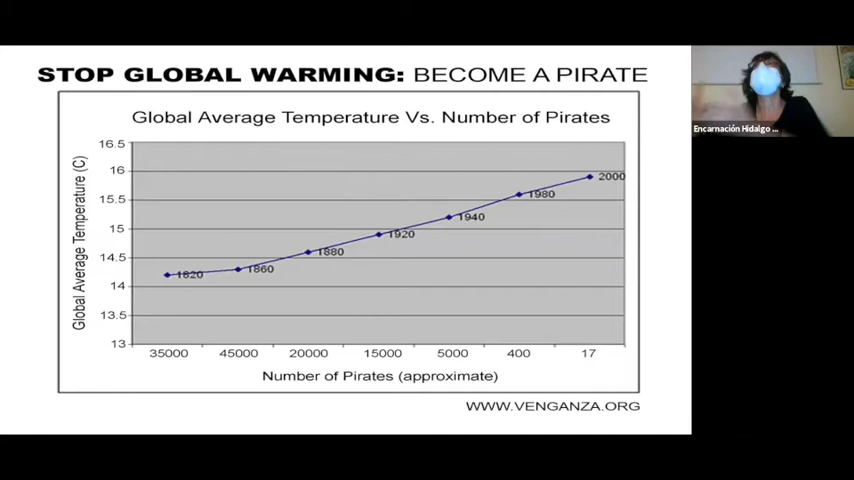 STOP GLOBAL WARMING: BECOME A PIRATE
Global Average Temperature Vs. Number of Pirates
Global Average Temperature (C)
16.5
16
15.5
15
14.5
14
13.5
13
1820
1860
1880
1920
1940
1980
2000
35000 45000 20000 15000 5000 400 17
Number of Pirates (approximate)
WWW.VENGANZA.ORG
Encarnación Hidalgo ...